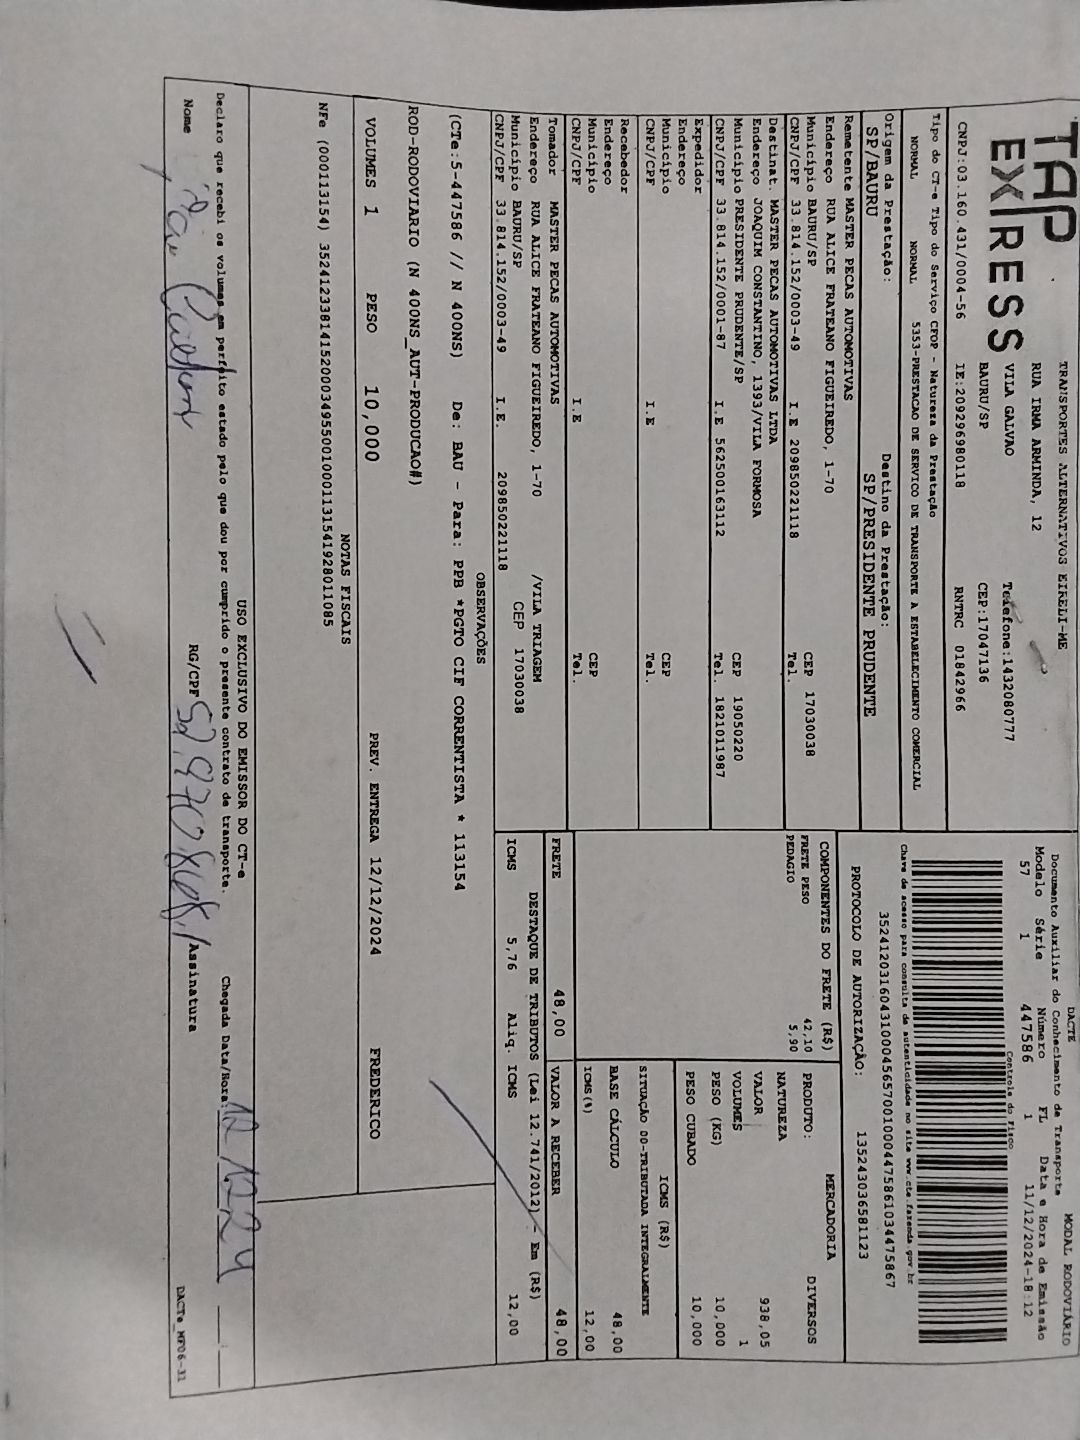 TAP
EXPRESS
TRANSPORTES ALTERNATIVOS EIRELI-ME
RUA IRMA ARMINDA, 12
VILA GALVAO Telefone:1432080777
BAURU/SP CEP:17047136
CNPJ:03.160.431/0004-56 IE:209296980118 RNTRC 01842966
DACTE MODAL RODOVIÁRIO
Documento Auxiliar do Conhecimento de Transporte
Modelo Série Número FL Data e Hora de Emissão
57 1 447586 1 11/12/2024-18:12
Controle do Fisco
Chave de acesso para consulta de autenticidade no site www.cte.fazenda.gov.br
35241203160431000456570010004475861034475867
PROTOCOLO DE AUTORIZAÇÃO: 135243036581123
Tipo do CT-e Tipo do Serviço CFOP - Natureza da Prestação
NORMAL NORMAL 5353-PRESTACAO DE SERVICO DE TRANSPORTE A ESTABELECIMENTO COMERCIAL
Origem da Prestação: Destino da Prestação:
SP/BAURU SP/PRESIDENTE PRUDENTE
Remetente MASTER PECAS AUTOMOTIVAS
Endereço RUA ALICE FRATEANO FIGUEIREDO, 1-70
Município BAURU/SP CEP 17030038
CNPJ/CPF 33.814.152/0003-49 I.E 209850221118 Tel.
Destinat. MASTER PECAS AUTOMOTIVAS LTDA
Endereço JOAQUIM CONSTANTINO, 1393/VILA FORMOSA
Município PRESIDENTE PRUDENTE/SP CEP 19050220
CNPJ/CPF 33.814.152/0001-87 I.E 562500163112 Tel. 1821011987
Expedidor
Endereço
Município CEP
CNPJ/CPF I.E Tel.
Recebedor
Endereço
Município CEP
CNPJ/CPF I.E Tel.
Tomador MASTER PECAS AUTOMOTIVAS
Endereço RUA ALICE FRATEANO FIGUEIREDO, 1-70 /VILA TRIAGEM
Município BAURU/SP CEP 17030038
CNPJ/CPF 33.814.152/0003-49 I.E. 209850221118
COMPONENTES DO FRETE (R$)
FRETE PESO 42,10
PEDAGIO 5,90
MERCADORIA
PRODUTO: DIVERSOS
NATUREZA
VALOR 938,05
VOLUMES 1
PESO (KG) 10,000
PESO CUBADO 10,000
ICMS (R$)
SITUAÇÃO 00-TRIBUTADA INTEGRALMENTE
BASE CÁLCULO 48,00
ICMS(%) 12,00
FRETE 48,00 VALOR A RECEBER 48,00
DESTAQUE DE TRIBUTOS (Lei 12.741/2012) - Em (R$)
ICMS 5,76 Aliq. ICMS 12,00
OBSERVAÇÕES
(CTe:5-447586 // N 400NS) De: BAU - Para: PPB *PGTO CIF CORRENTISTA * 113154
ROD-RODOVIARIO (N 400NS_AUT-PRODUCAO#)
VOLUMES 1 PESO 10,000 PREV. ENTREGA 12/12/2024 FREDERICO
NOTAS FISCAIS
NFe (000113154) 35241233814152000349550010001131541928011085
USO EXCLUSIVO DO EMISSOR DO CT-e
Declaro que recebi os volumes em perfeito estado pelo que dou por cumprido o presente contrato de transporte. Chegada Data/Hora: 12 12 24 __:__
Nome RG/CPF Assinatura
DACTe_MP06-31